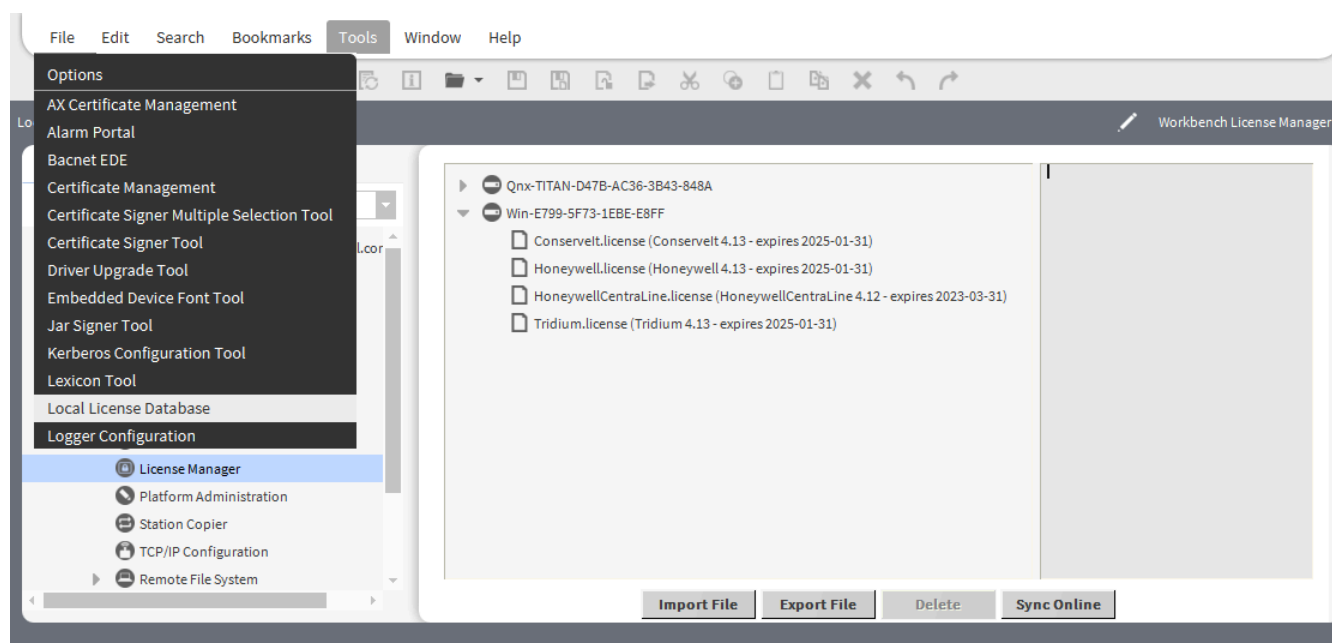 File Edit Search Bookmarks Tools Window Help
Options
AX Certificate Management
Alarm Portal
Bacnet EDE
Certificate Management
Certificate Signer Multiple Selection Tool
Certificate Signer Tool
Driver Upgrade Tool
Embedded Device Font Tool
Jar Signer Tool
Kerberos Configuration Tool
Lexicon Tool
Local License Database
Logger Configuration
Lo
Workbench License Manager
l.cor
License Manager
Platform Administration
Station Copier
TCP/IP Configuration
Remote File System
Qnx-TITAN-D47B-AC36-3B43-848A
Win-E799-5F73-1EBE-E8FF
ConserveIt.license (ConserveIt 4.13 - expires 2025-01-31)
Honeywell.license (Honeywell 4.13 - expires 2025-01-31)
HoneywellCentraLine.license (HoneywellCentraLine 4.12 - expires 2023-03-31)
Tridium.license (Tridium 4.13 - expires 2025-01-31)
Import File Export File Delete Sync Online